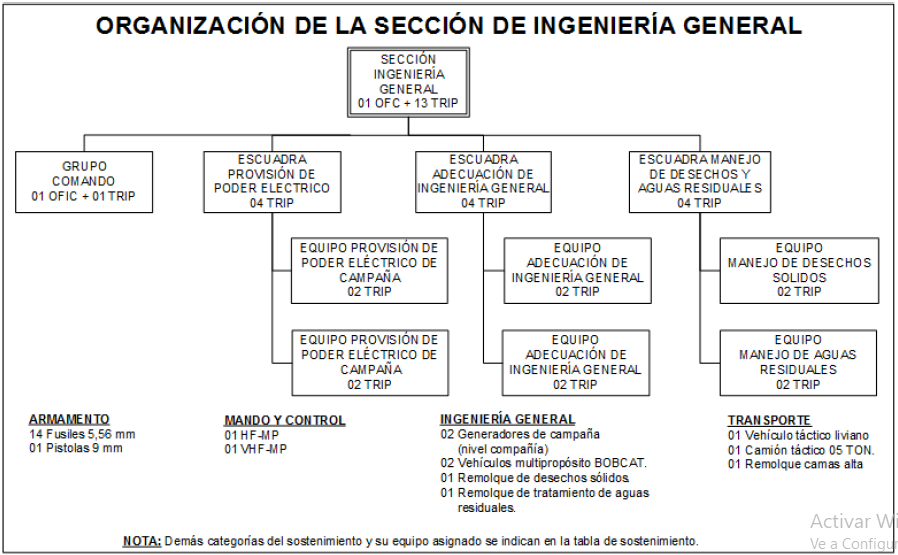 ORGANIZACIÓN DE LA SECCIÓN DE INGENIERÍA GENERAL
SECCIÓN
INGENIERÍA
GENERAL
01 OFC + 13 TRIP
GRUPO
COMANDO
01 OFIC + 01 TRIP
ESCUADRA
PROVISIÓN DE
PODER ELECTRICO
04 TRIP
ESCUADRA
ADECUACIÓN DE
INGENIERÍA GENERAL
04 TRIP
ESCUADRA MANEJO
DE DESECHOS Y
AGUAS RESIDUALES
04 TRIP
EQUIPO PROVISIÓN DE
PODER ELÉCTRICO DE
CAMPAÑA
02 TRIP
EQUIPO
ADECUACIÓN DE
INGENIERÍA GENERAL
02 TRIP
EQUIPO
MANEJO DE DESECHOS
SOLIDOS
02 TRIP
EQUIPO PROVISIÓN DE
PODER ELÉCTRICO DE
CAMPAÑA
02 TRIP
EQUIPO
ADECUACIÓN DE
INGENIERÍA GENERAL
02 TRIP
EQUIPO
MANEJO DE AGUAS
RESIDUALES
02 TRIP
ARMAMENTO
14 Fusiles 5,56 mm
01 Pistolas 9 mm
MANDO Y CONTROL
01 HF-MP
01 VHF-MP
INGENIERÍA GENERAL
02 Generadores de campaña
(nivel compañía)
02 Vehículos multipropósito BOBCAT.
01 Remolque de desechos sólidos.
01 Remolque de tratamiento de aguas
residuales.
TRANSPORTE
01 Vehículo táctico liviano
01 Camión táctico 05 TON.
01 Remolque camas alta
NOTA: Demás categorías del sostenimiento y su equipo asignado se indican en la tabla de sostenimiento.
Activar Wi
Ve a Configur